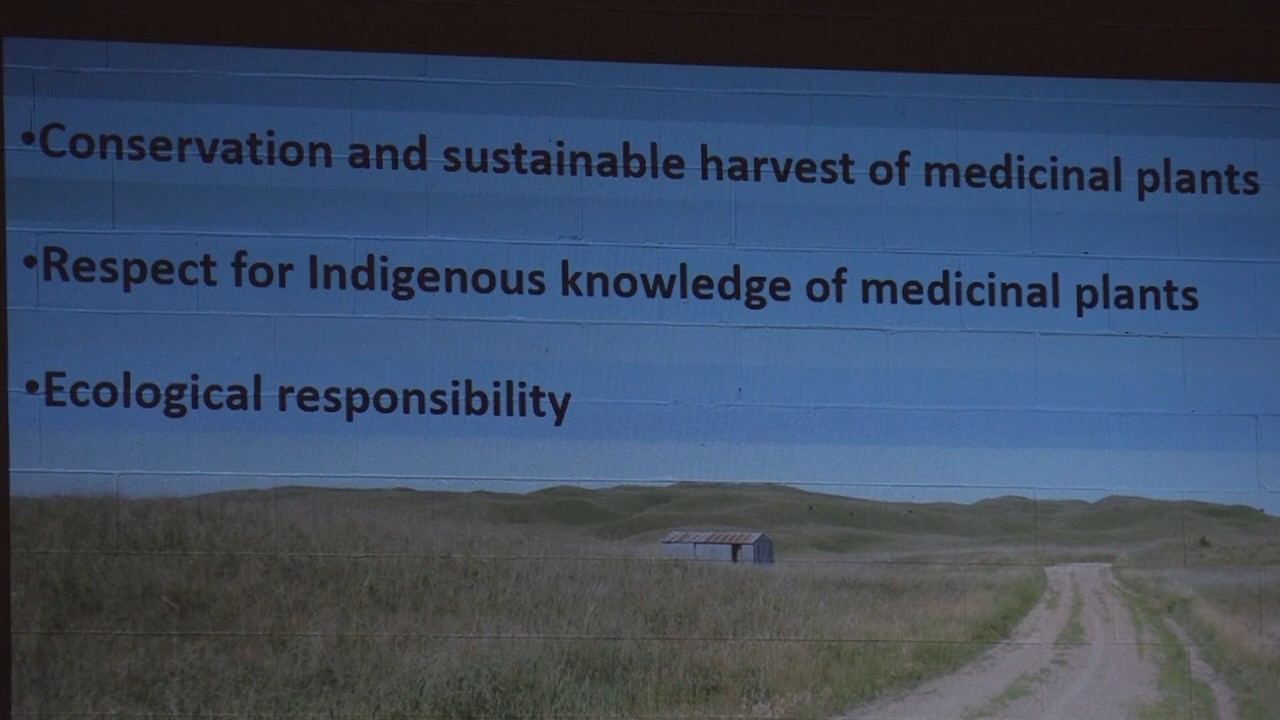 •Conservation and sustainable harvest of medicinal plants
•Respect for Indigenous knowledge of medicinal plants
•Ecological responsibility